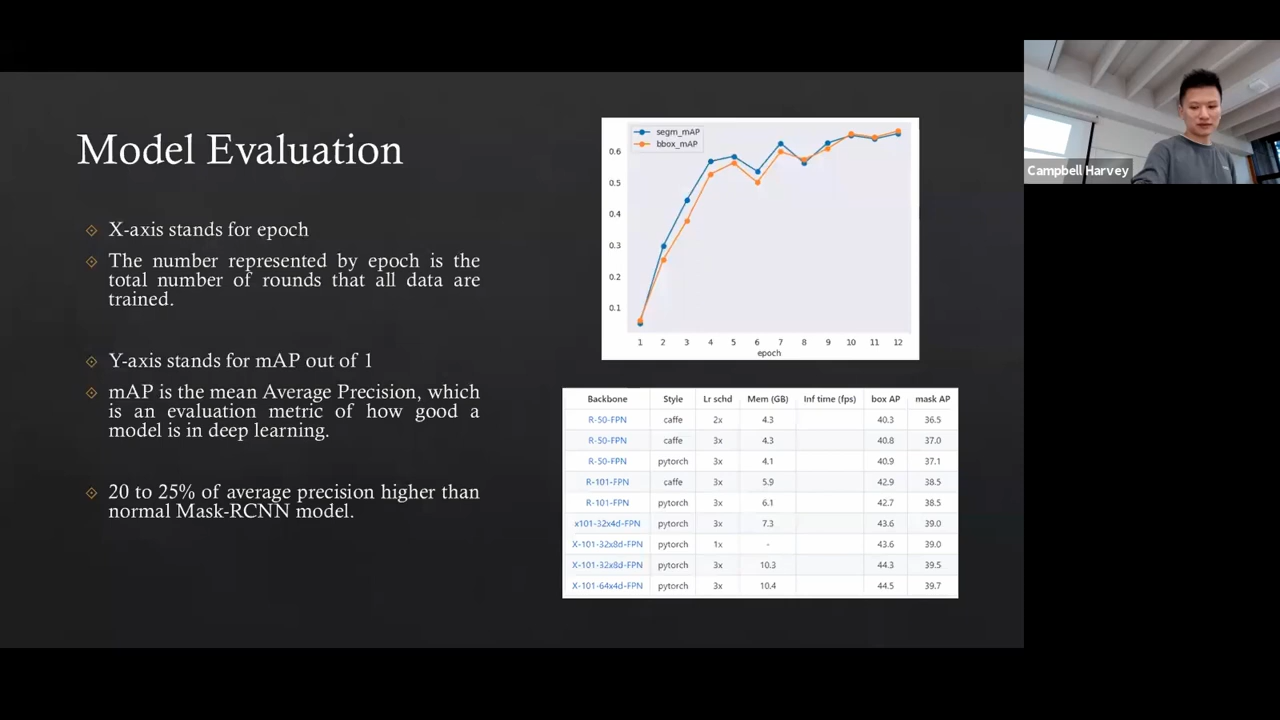 Model Evaluation
X-axis stands for epoch
The number represented by epoch is the
total number of rounds that all data are
trained.
Y-axis stands for mAP out of 1
mAP is the mean Average Precision, which
is an evaluation metric of how good a
model is in deep learning.
20 to 25% of average precision higher than
normal Mask-RCNN model.
segm_mAP
bbox_mAP
0.6
0.5
0.4
0.3
0.2
0.1
1 2 3 4 5 6 7 8 9 10 11 12
epoch
Backbone Style Lr schd Mem (GB) Inf time (fps) box AP mask AP
R-50-FPN caffe 2x 4.3 40.3 36.5
R-50-FPN caffe 3x 4.3 40.8 37.0
R-50-FPN pytorch 3x 4.1 40.9 37.1
R-101-FPN caffe 3x 5.9 42.9 38.5
R-101-FPN pytorch 3x 6.1 42.7 38.5
x101-32x4d-FPN pytorch 3x 7.3 43.6 39.0
X-101-32x8d-FPN pytorch 1x - 43.6 39.0
X-101-32x8d-FPN pytorch 3x 10.3 44.3 39.5
X-101-64x4d-FPN pytorch 3x 10.4 44.5 39.7
Campbell Harvey